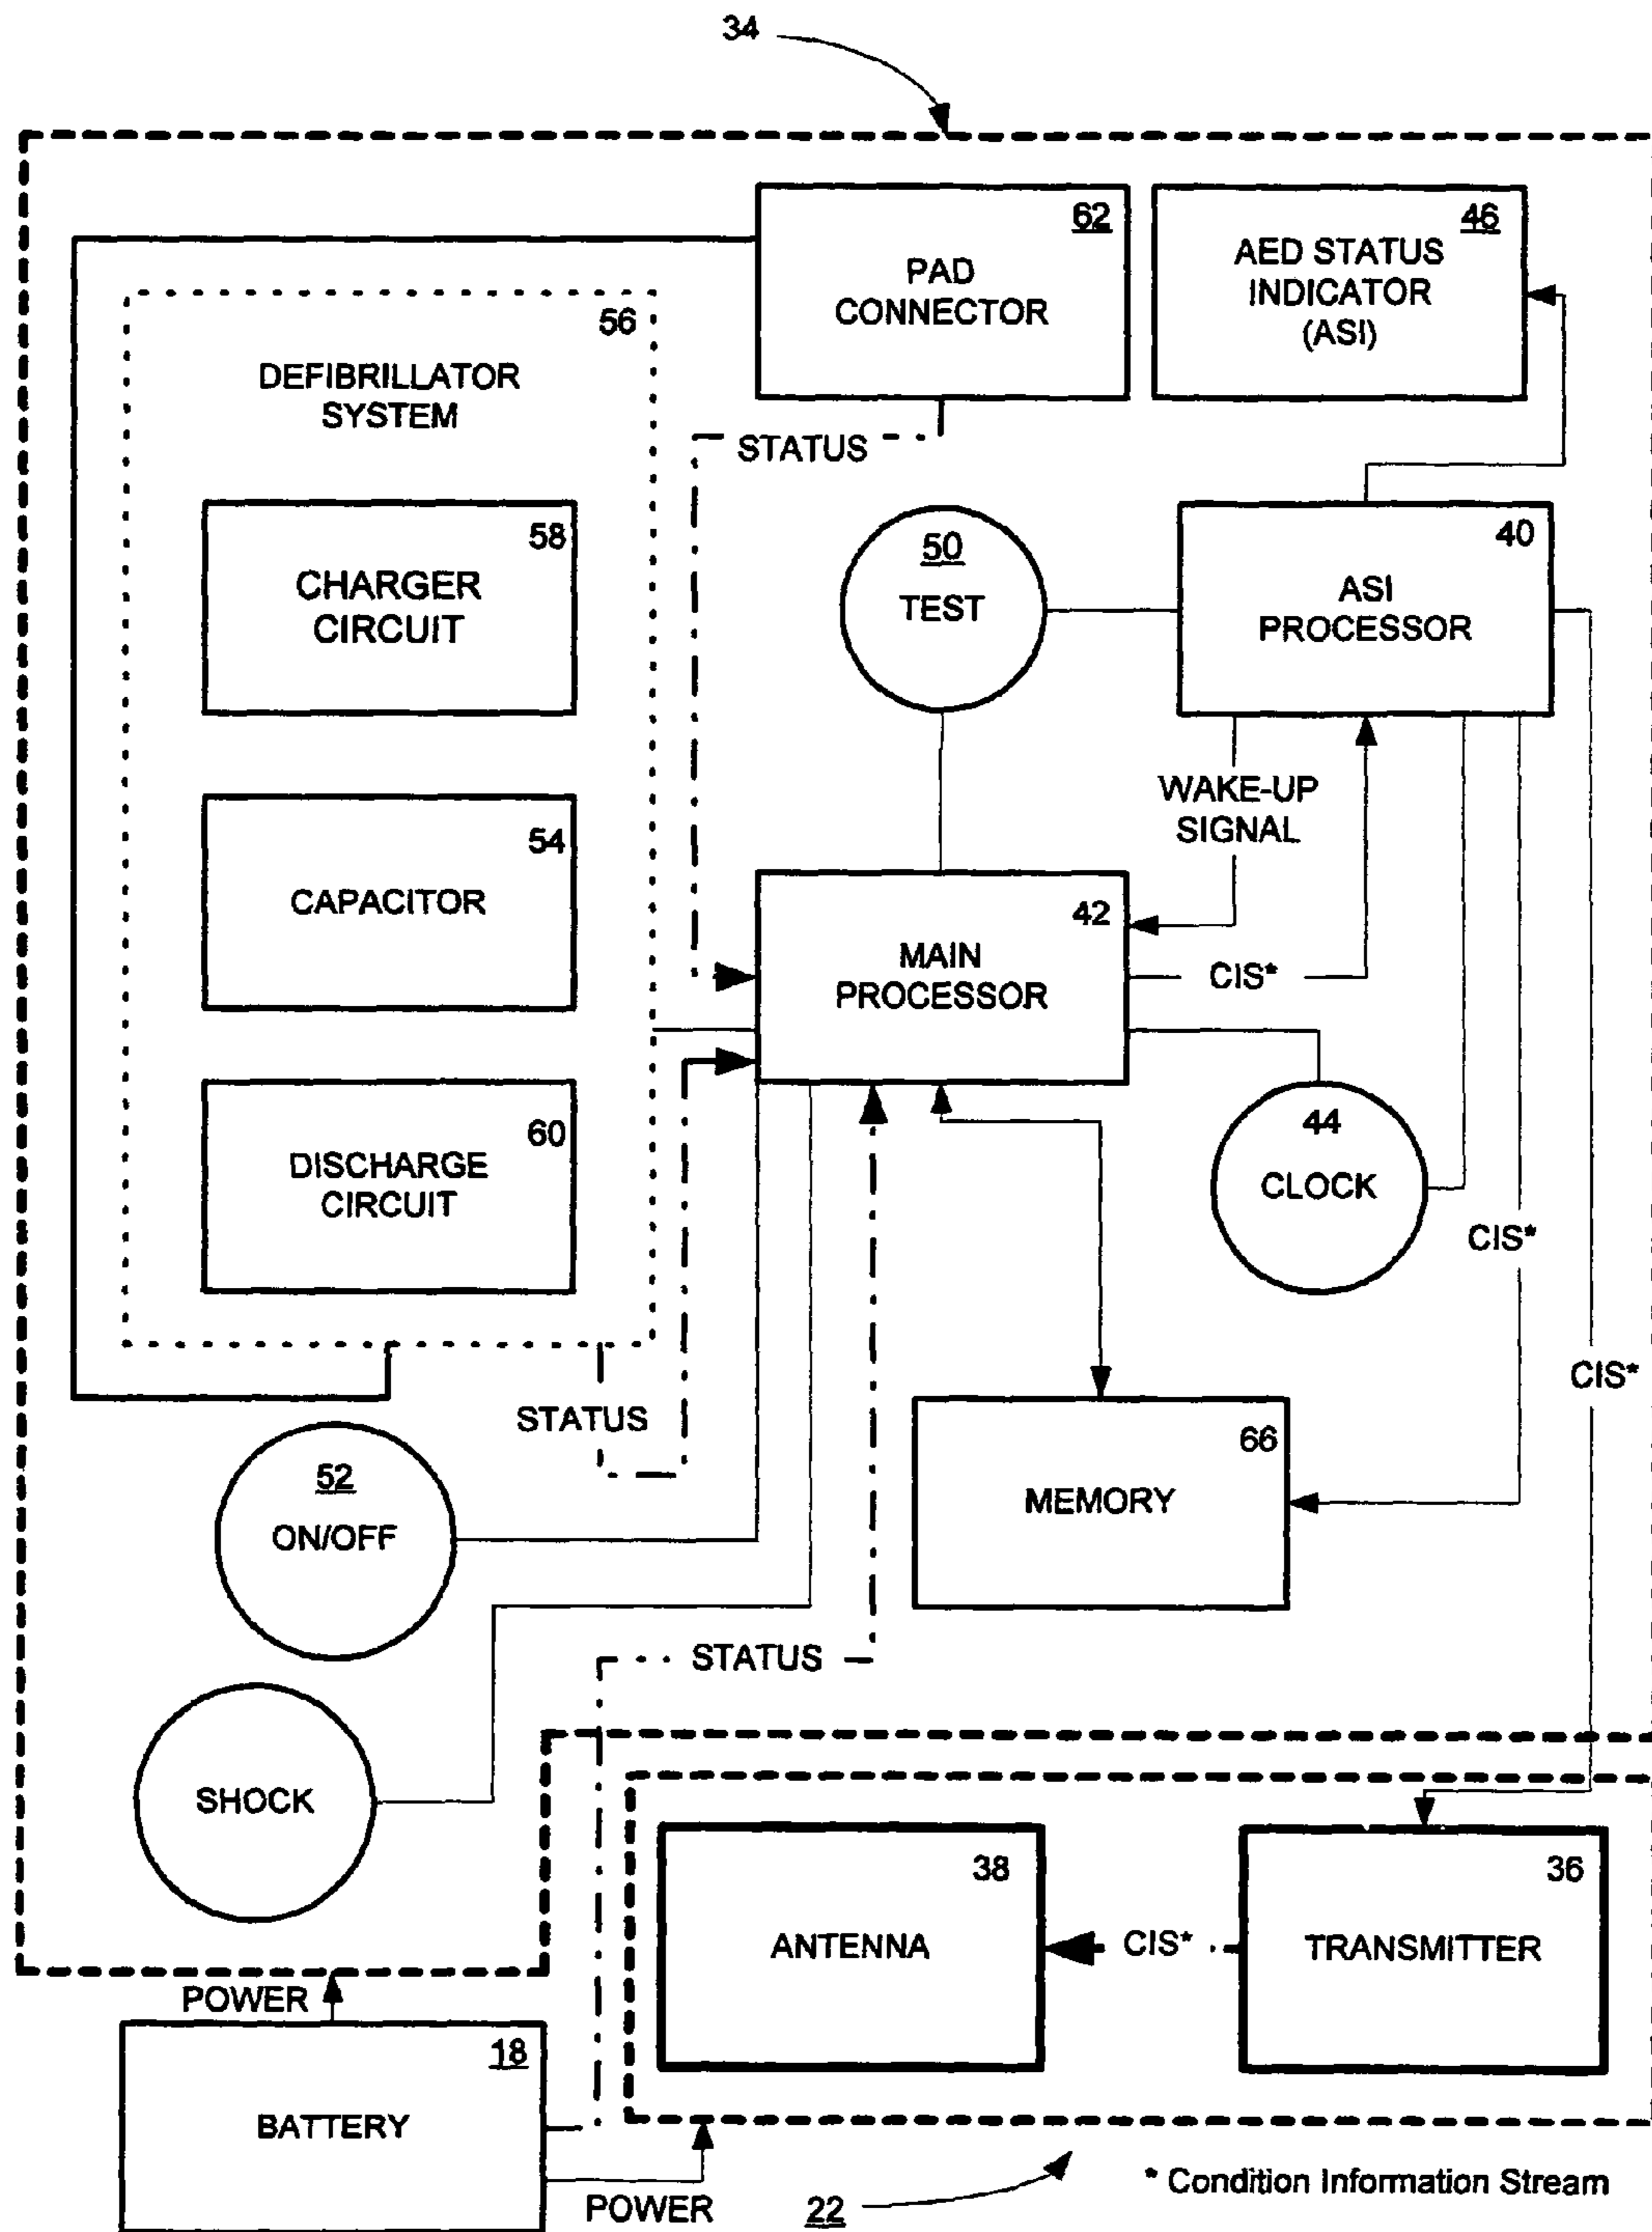 34
62
PAD
CONNECTOR
46
AED STATUS
INDICATOR
(ASI)
56
DEFIBRILLATOR
SYSTEM
STATUS
58
CHARGER
CIRCUIT
50
TEST
40
ASI
PROCESSOR
WAKE-UP
SIGNAL
54
CAPACITOR
42
MAIN
PROCESSOR
CIS*
60
DISCHARGE
CIRCUIT
44
CLOCK
CIS*
CIS*
STATUS
66
MEMORY
52
ON/OFF
STATUS
SHOCK
38
ANTENNA
CIS*
36
TRANSMITTER
POWER
18
BATTERY
POWER
22
* Condition Information Stream